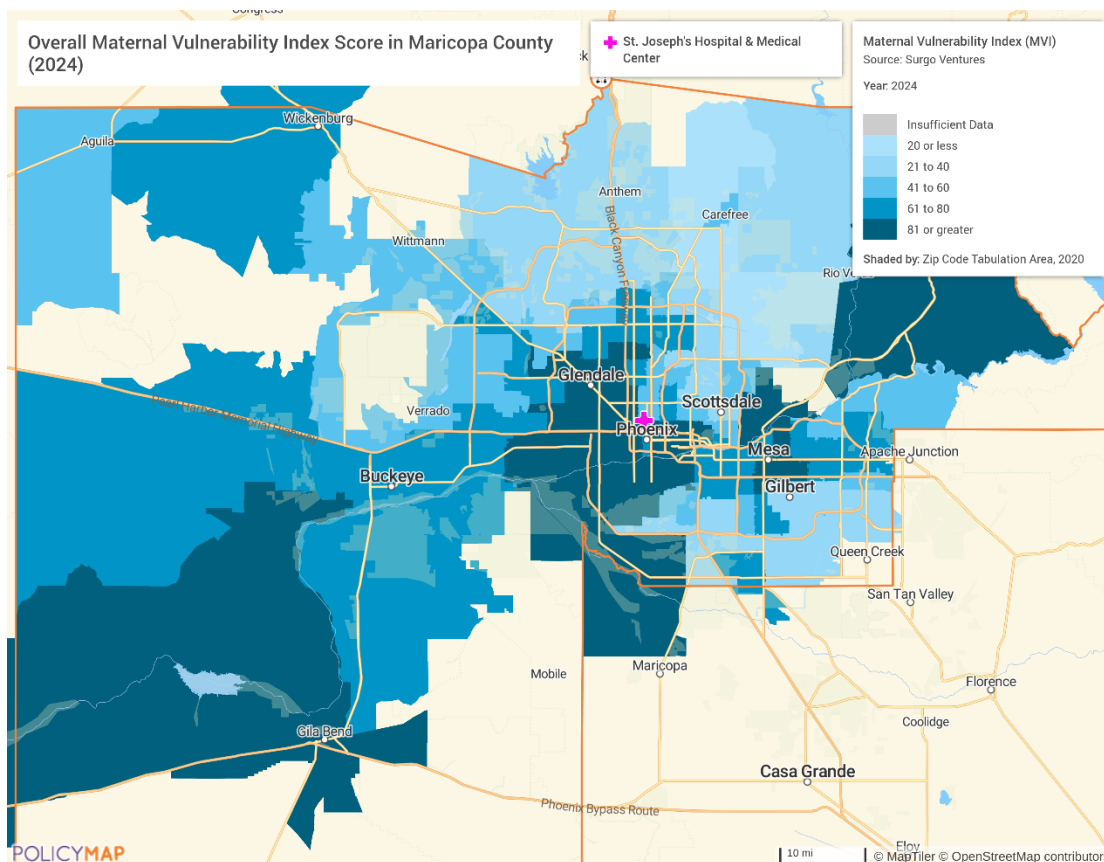 Congress
Overall Maternal Vulnerability Index Score in Maricopa County
(2024)
St. Joseph's Hospital & Medical
Center
Maternal Vulnerability Index (MVI)
Source: Surgo Ventures
Year: 2024
Insufficient Data
20 or less
21 to 40
41 to 60
61 to 80
81 or greater
Shaded by: Zip Code Tabulation Area, 2020
Wickenburg
Aguila
Anthem
Carefree
Black Canyon Freeway
Wittmann
Rio Verde
Glendale
Scottsdale
Verrado
Phoenix
Mesa
Apache Junction
Buckeye
Gilbert
Queen Creek
San Tan Valley
Mobile
Maricopa
Florence
Coolidge
Gila Bend
Casa Grande
Phoenix Bypass Route
Eloy
POLICYMAP
10 mi
© MapTiler © OpenStreetMap contributor